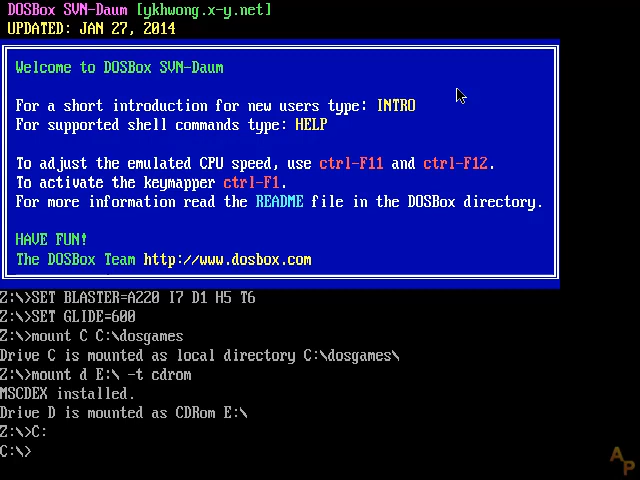 DOSBox SVN-Daum [ykhwong.x-y.net]
UPDATED: JAN 27, 2014
Welcome to DOSBox SVN-Daum
For a short introduction for new users type: INTRO
For supported shell commands type: HELP
To adjust the emulated CPU speed, use ctrl-F11 and ctrl-F12.
To activate the keymapper ctrl-F1.
For more information read the README file in the DOSBox directory.
HAVE FUN!
The DOSBox Team http://www.dosbox.com
Z:\>SET BLASTER=A220 I7 D1 H5 T6
Z:\>SET GLIDE=600
Z:\>mount C C:\dosgames
Drive C is mounted as local directory C:\dosgames\
Z:\>mount d E:\ -t cdrom
MSCDEX installed.
Drive D is mounted as CDRom E:\
Z:\>C:
C:\>
AP